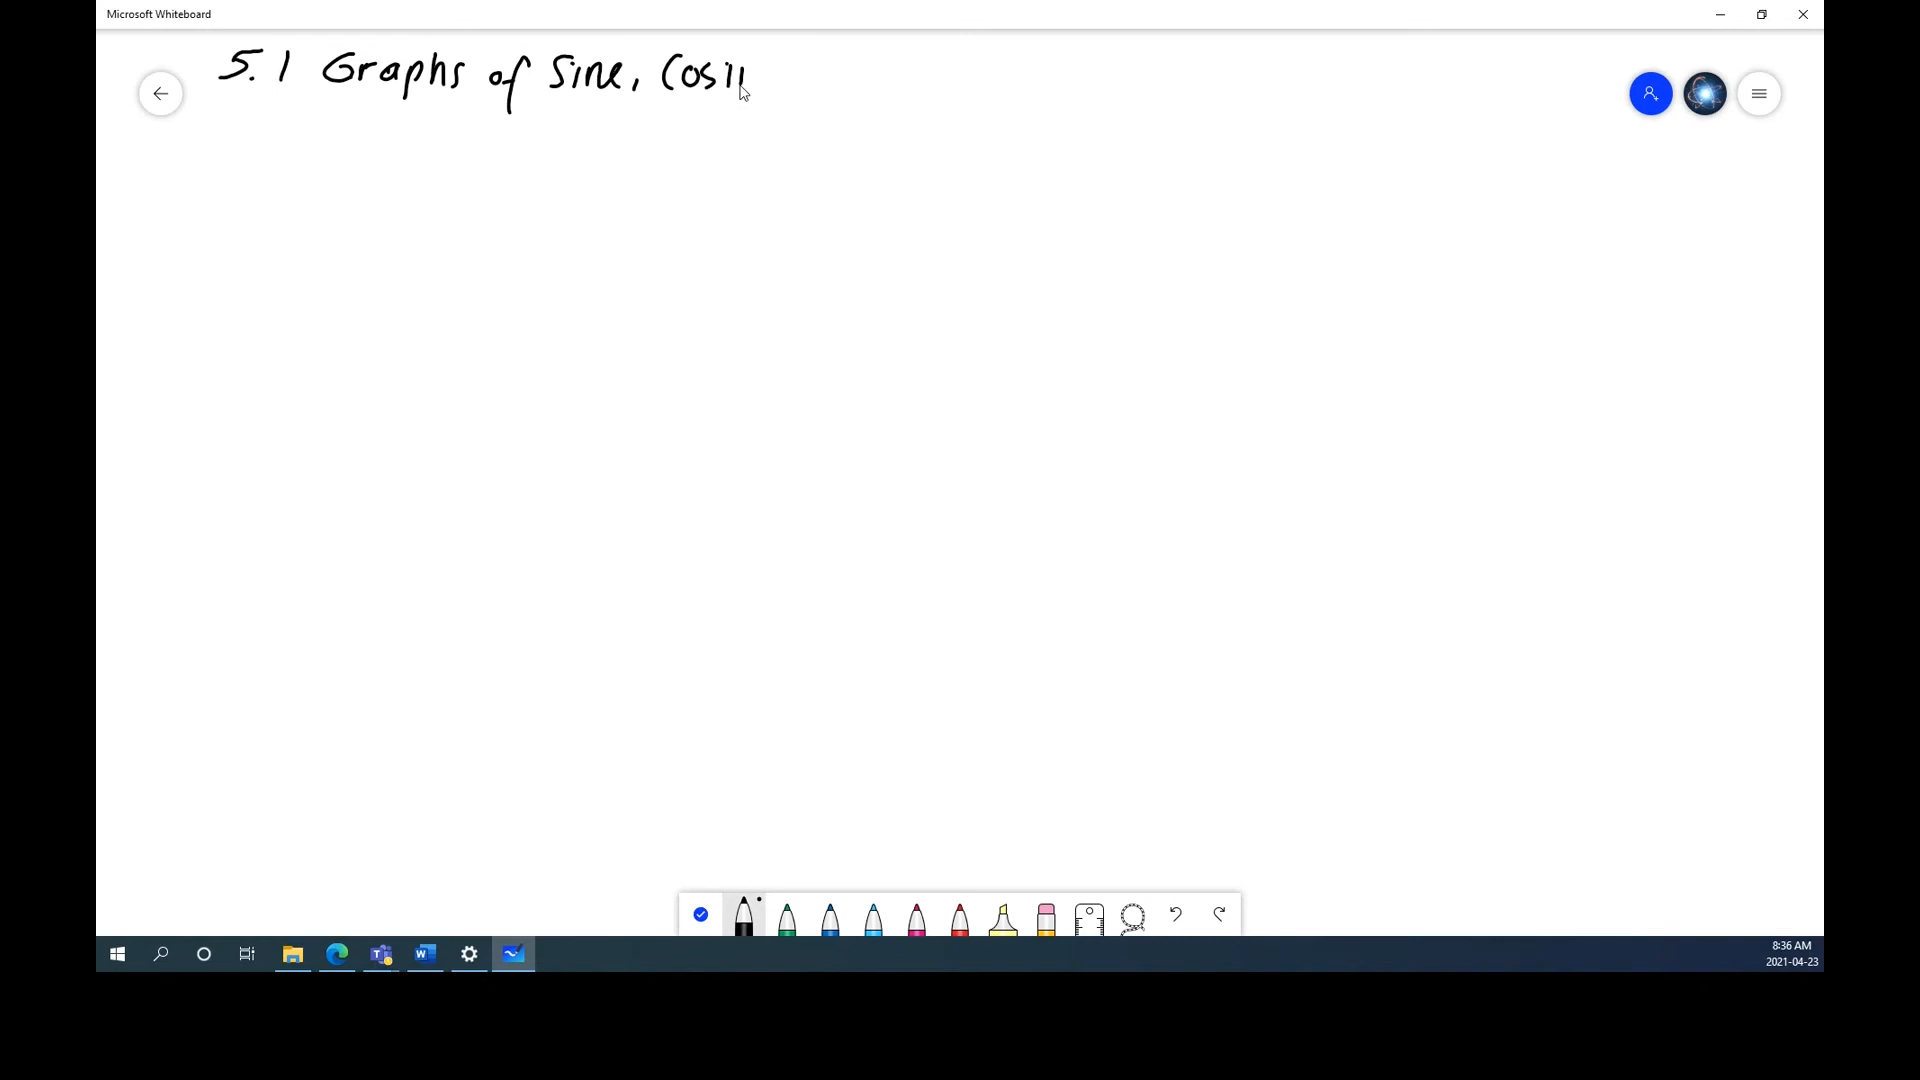 Microsoft Whiteboard
5.1 Graphs of Sine, Cosi
8:36 AM
2021-04-23